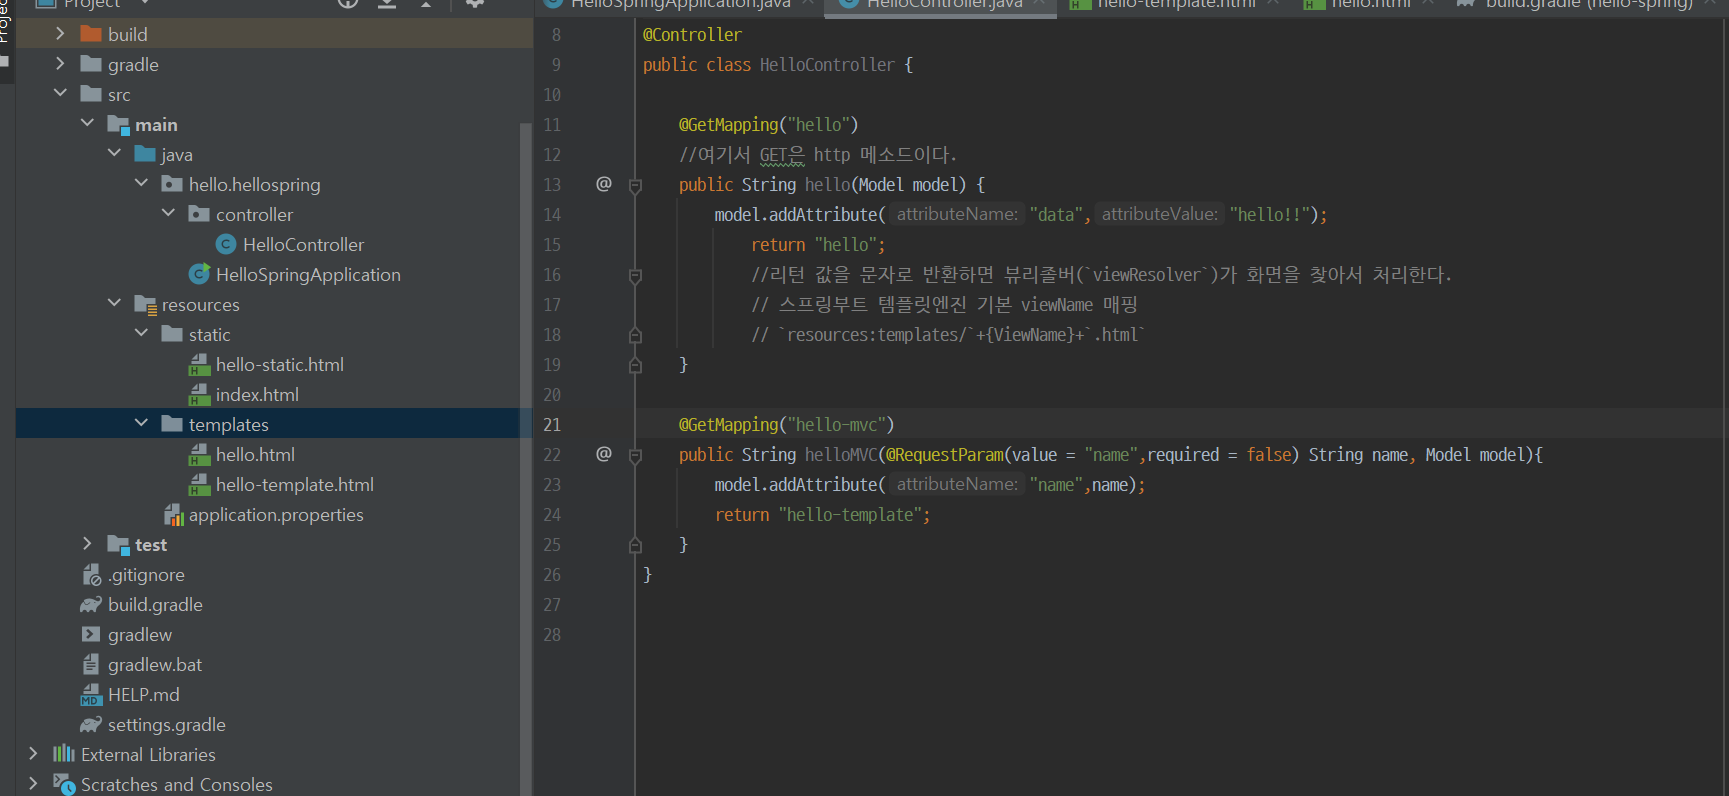 Project
HelloSpringApplication.java
HelloController.java
hello-template.html
hello.html
build.gradle (hello-spring)
Project
build
gradle
src
main
java
hello.hellospring
controller
HelloController
HelloSpringApplication
resources
static
hello-static.html
index.html
templates
hello.html
hello-template.html
application.properties
test
.gitignore
build.gradle
gradlew
gradlew.bat
HELP.md
settings.gradle
External Libraries
Scratches and Consoles
8 @Controller
9 public class HelloController {
10
11 @GetMapping("hello")
12 //여기서 GET은 http 메소드이다.
13 @ public String hello(Model model) {
14 model.addAttribute( attributeName: "data", attributeValue: "hello!!");
15 return "hello";
16 //리턴 값을 문자로 반환하면 뷰리졸버(`viewResolver`)가 화면을 찾아서 처리한다.
17 // 스프링부트 템플릿엔진 기본 viewName 매핑
18 // `resources:templates/`+{ViewName}+`.html`
19 }
20
21 @GetMapping("hello-mvc")
22 @ public String helloMVC(@RequestParam(value = "name",required = false) String name, Model model){
23 model.addAttribute( attributeName: "name",name);
24 return "hello-template";
25 }
26 }
27
28